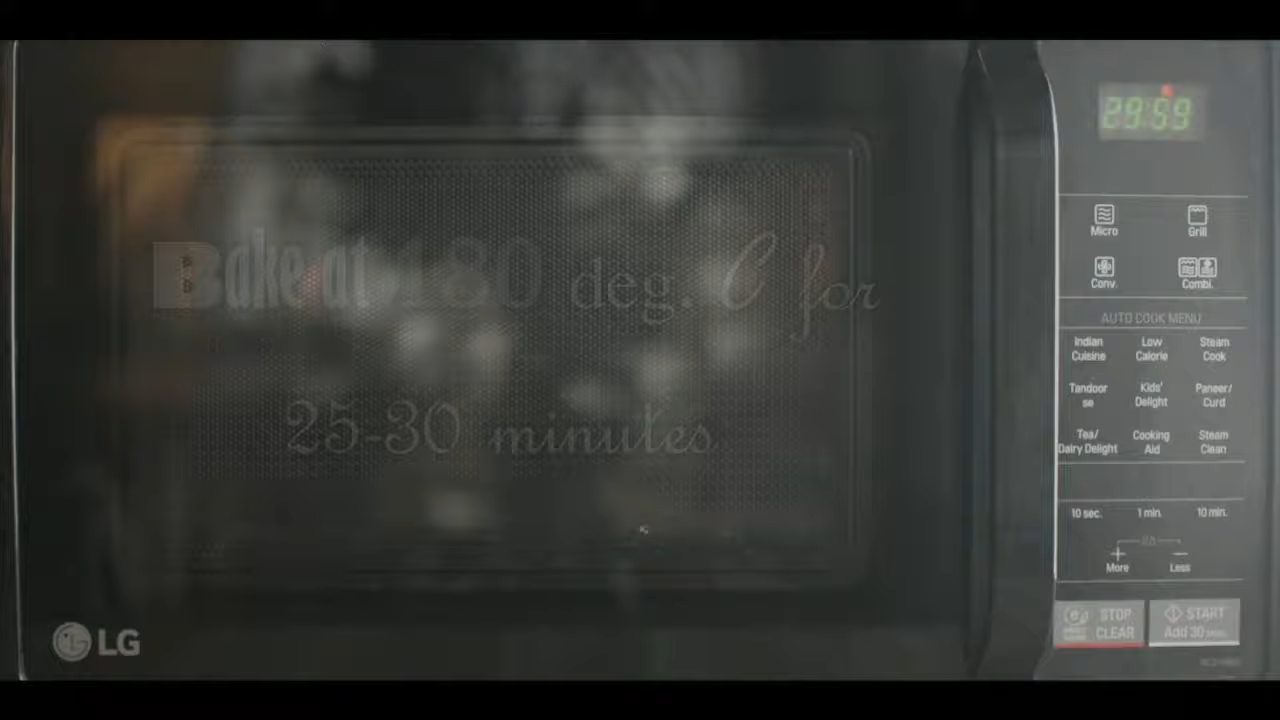 29:59
Micro
Grill
Conv.
Combi.
Bake at 180 deg. C for
25-30 minutes
AUTO COOK MENU
Indian Cuisine
Low Calorie
Steam Cook
Tandoor se
Kids' Delight
Paneer/ Curd
Tea/ Dairy Delight
Cooking Aid
Steam Clean
10 sec.
1 min.
10 min.
More
Less
STOP CLEAR
START
Add 30
LG